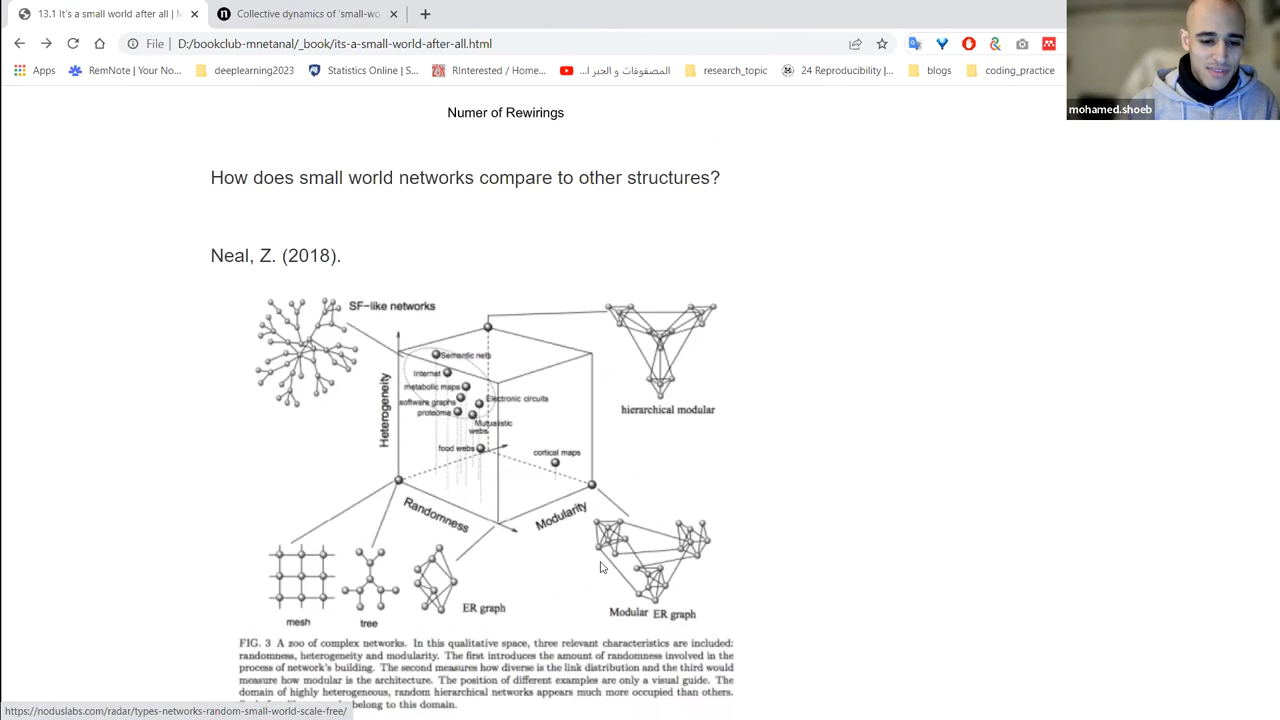 13.1 It's a small world after all | M
Collective dynamics of 'small-wo
File
D:/bookclub-mnetanal/_book/its-a-small-world-after-all.html
Apps
RemNote | Your No...
deeplearning2023
Statistics Online | S...
RInterested / Home...
المصفوفات و الجبر ا...
research_topic
24 Reproducibility |...
blogs
coding_practice
mohamed.shoeb
Numer of Rewirings
How does small world networks compare to other structures?
Neal, Z. (2018).
SF-like networks
Semantic nets
Internet
metabolic maps
software graphs
Electronic circuits
proteome
Mutualistic
webs
food webs
cortical maps
Heterogeneity
Randomness
Modularity
hierarchical modular
mesh
tree
ER graph
Modular ER graph
FIG. 3 A zoo of complex networks. In this qualitative space, three relevant characteristics are included:
randomness, heterogeneity and modularity. The first introduces the amount of randomness involved in the
process of network's building. The second measures how diverse is the link distribution and the third would
measure how modular is the architecture. The position of different examples are only a visual guide. The
domain of highly heterogeneous, random hierarchical networks appears much more occupied than others.
belong to this domain.
https://noduslabs.com/radar/types-networks-random-small-world-scale-free/